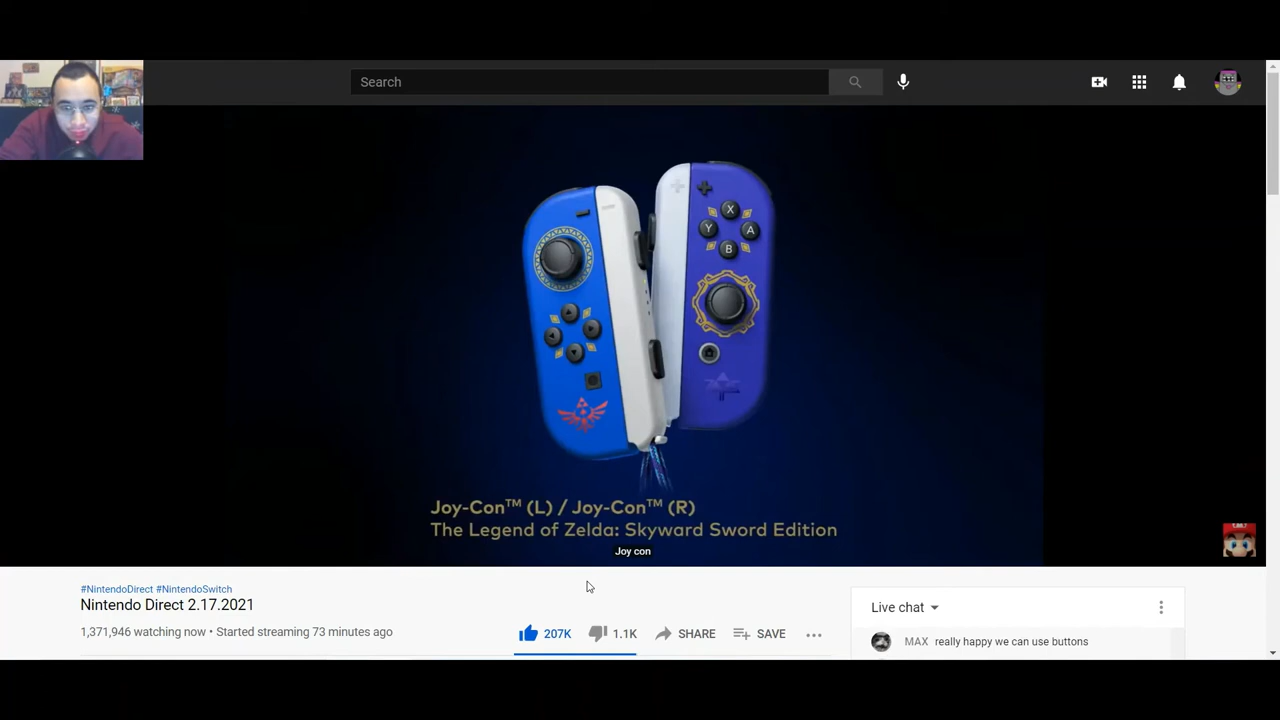 Search
X
Y
A
B
Joy-Con™ (L) / Joy-Con™ (R)
The Legend of Zelda: Skyward Sword Edition
Joy con
#NintendoDirect #NintendoSwitch
Nintendo Direct 2.17.2021
1,371,946 watching now • Started streaming 73 minutes ago
207K
1.1K
SHARE
SAVE
Live chat
MAX really happy we can use buttons